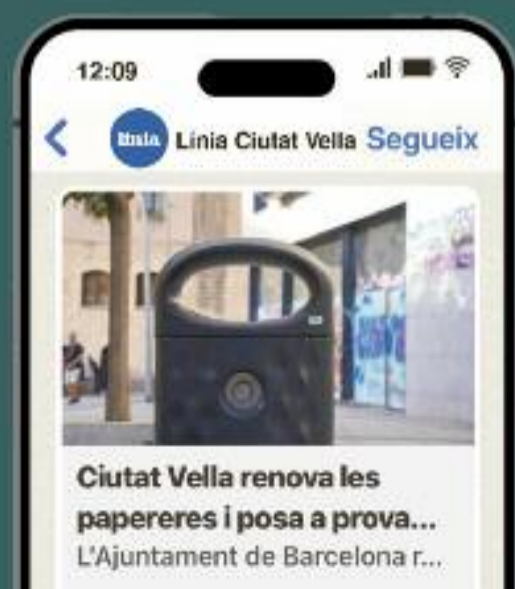 12:09
línia Línia Ciutat Vella Segueix
Ciutat Vella renova les
papereres i posa a prova...
L'Ajuntament de Barcelona r...